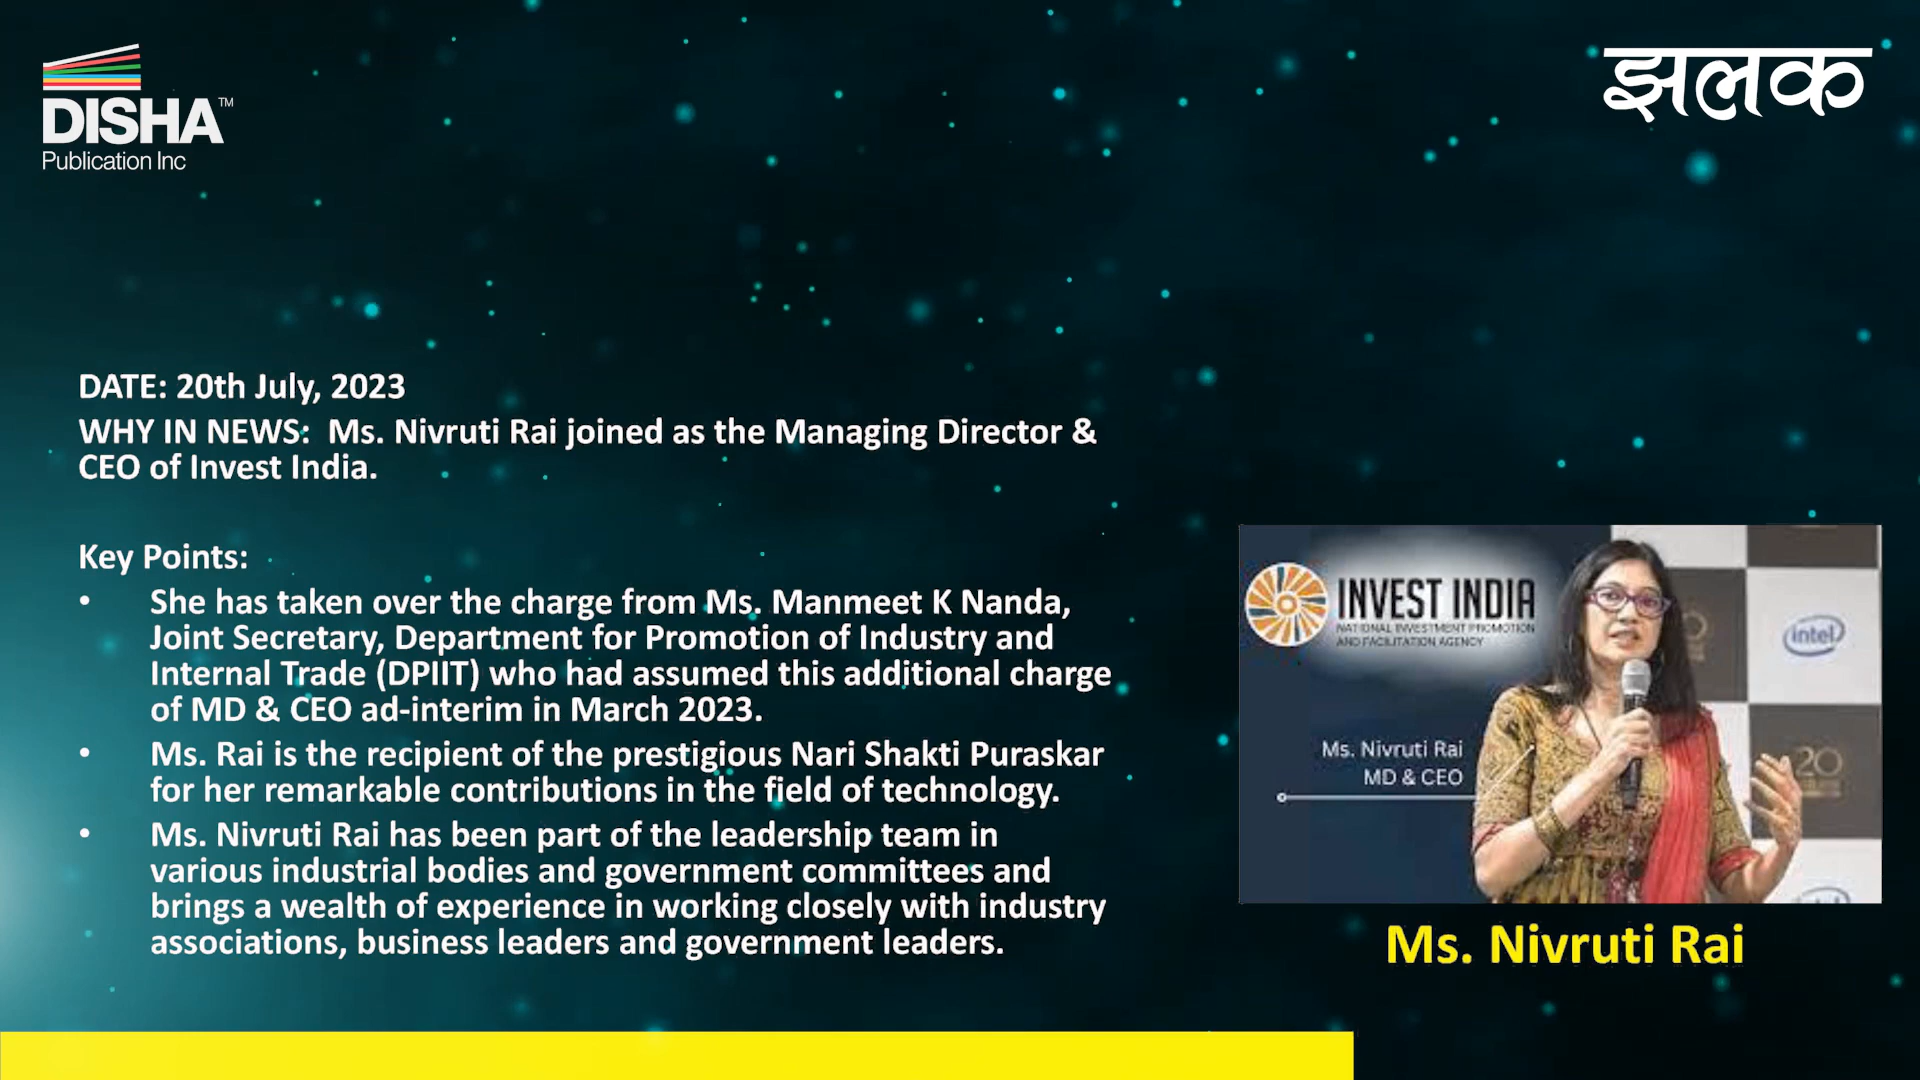 DISHA™
Publication Inc
झलक
DATE: 20th July, 2023
WHY IN NEWS: Ms. Nivruti Rai joined as the Managing Director &
CEO of Invest India.
Key Points:
• She has taken over the charge from Ms. Manmeet K Nanda,
Joint Secretary, Department for Promotion of Industry and
Internal Trade (DPIIT) who had assumed this additional charge
of MD & CEO ad-interim in March 2023.
• Ms. Rai is the recipient of the prestigious Nari Shakti Puraskar
for her remarkable contributions in the field of technology.
• Ms. Nivruti Rai has been part of the leadership team in
various industrial bodies and government committees and
brings a wealth of experience in working closely with industry
associations, business leaders and government leaders.
INVEST INDIA
NATIONAL INVESTMENT PROMOTION
AND FACILITATION AGENCY
intel
Ms. Nivruti Rai
MD & CEO
20
Ms. Nivruti Rai